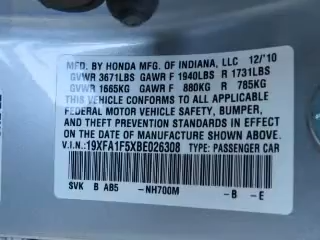 MFD. BY HONDA MFG. OF INDIANA, LLC 12/'10
GVWR 3671LBS GAWR F 1940LBS R 1731LBS
GVWR 1665KG GAWR F 880KG R 785KG
THIS VEHICLE CONFORMS TO ALL APPLICABLE
FEDERAL MOTOR VEHICLE SAFETY, BUMPER,
AND THEFT PREVENTION STANDARDS IN EFFECT
ON THE DATE OF MANUFACTURE SHOWN ABOVE.
V.I.N.: 19XFA1F5XBE026308 TYPE: PASSENGER CAR
SVK B AB5 -NH700M -B -E